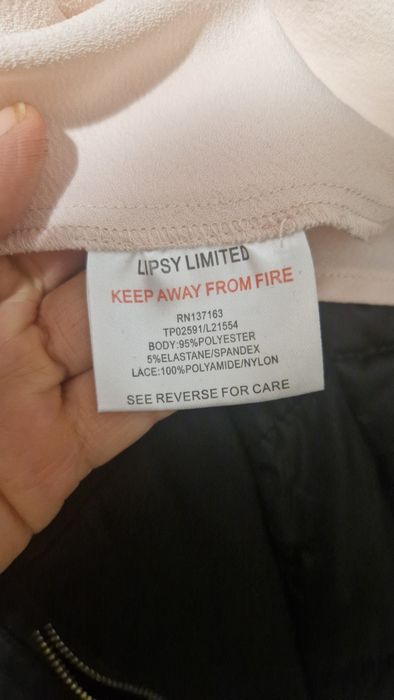 LIPSY LIMITED
KEEP AWAY FROM FIRE
RN137163
TP02591/L21554
BODY:95%POLYESTER
5%ELASTANE/SPANDEX
LACE:100%POLYAMIDE/NYLON
SEE REVERSE FOR CARE